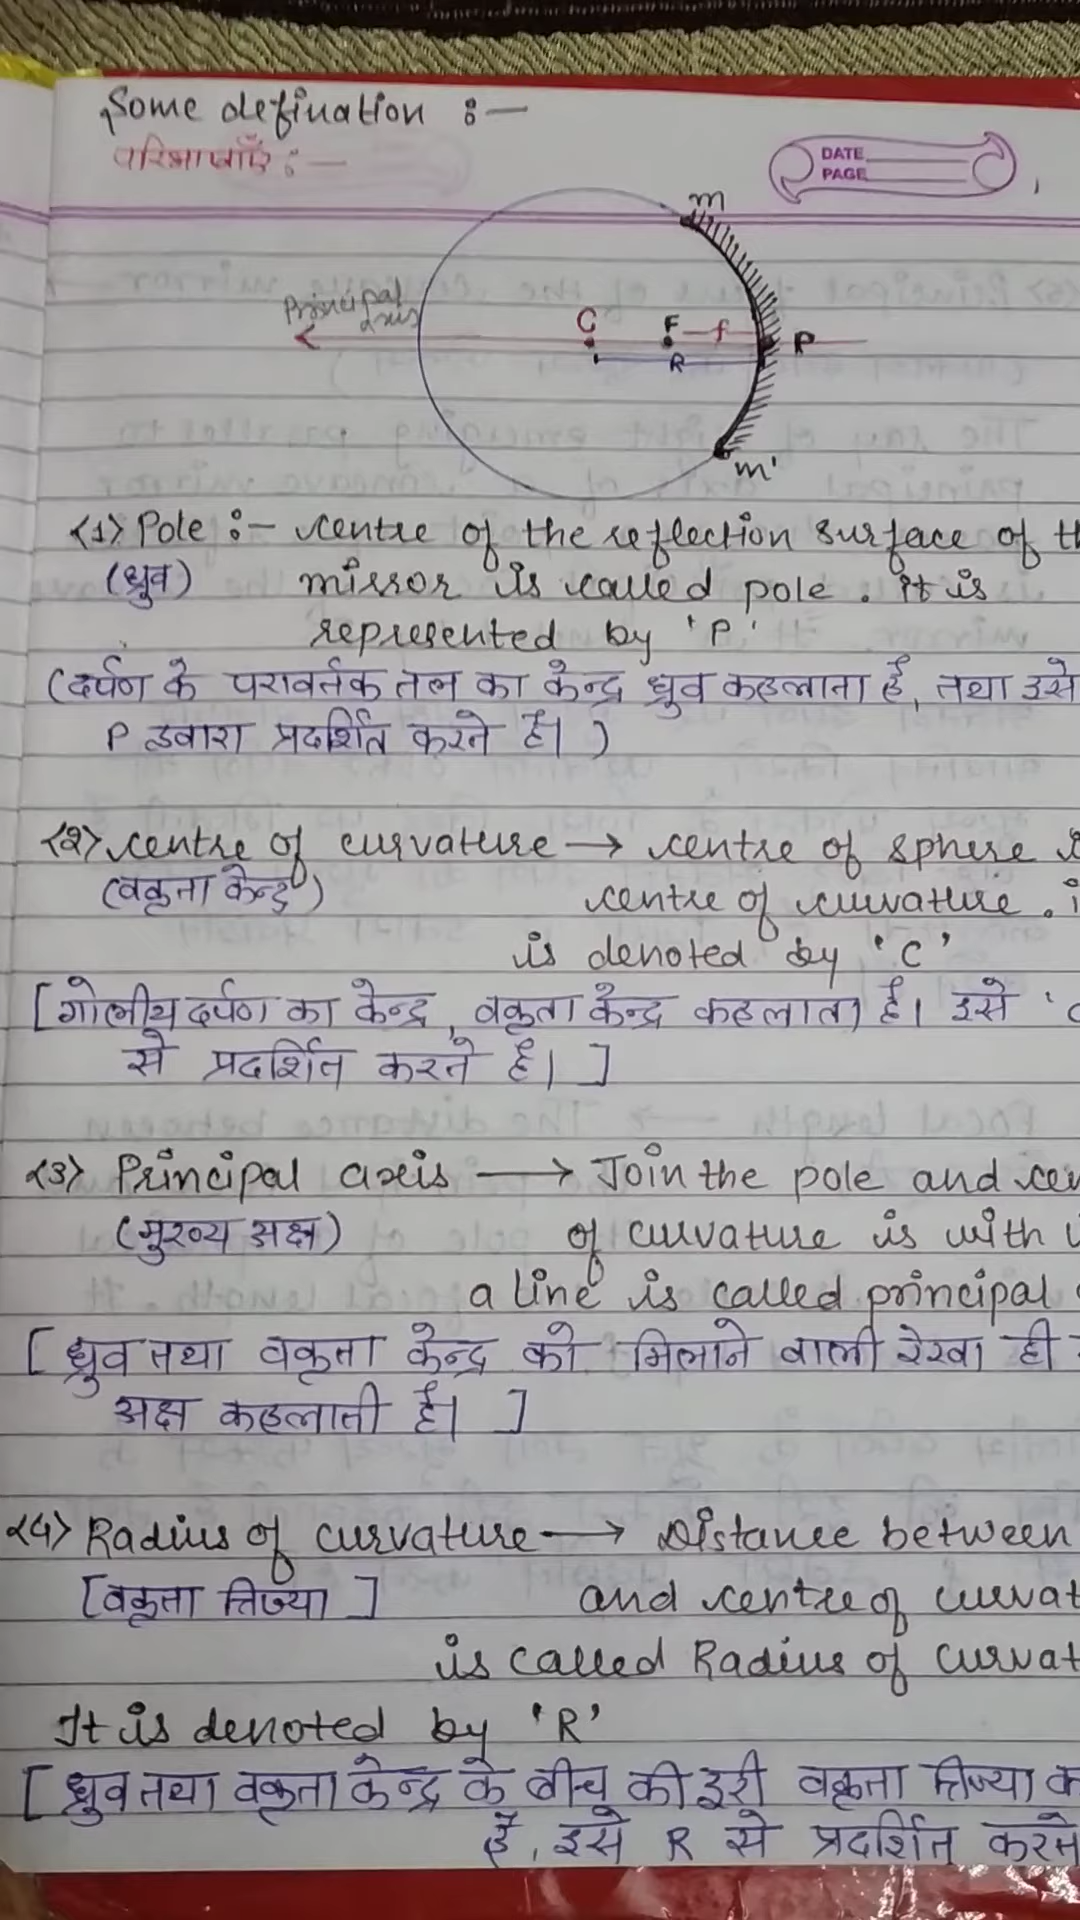 Some defination :—
परिभाषाएँ :—
DATE
PAGE
m
Principal
axis
C
F
f
P
R
m'
<1> Pole :— centre of the reflection surface of th
(ध्रुव) mirror is called pole. it is
represented by 'P'
(दर्पण के परावर्तक तल का केन्द्र ध्रुव कहलाता है, तथा उसे
P द्वारा प्रदर्शित करते है।)
<2> centre of curvature → centre of sphere
(वक्रता केन्द्र) centre of curvature. i
is denoted by 'C'
[गोलीय दर्पण का केन्द्र, वक्रता केन्द्र कहलाता है। इसे 'C
से प्रदर्शित करते है।]
<3> Principal axis → Join the pole and cen
(मुख्य अक्ष) of curvature is with
a line is called principal
[ध्रुव तथा वक्रता केन्द्र को मिलाने वाली रेखा ही
अक्ष कहलाती है।]
<4> Radius of curvature → Distance between
[वक्रता त्रिज्या] and centre of curvat
is called Radius of curvat
It is denoted by 'R'
[ध्रुव तथा वक्रता केन्द्र के बीच की दूरी वक्रता त्रिज्या क
है, इसे R से प्रदर्शित करते